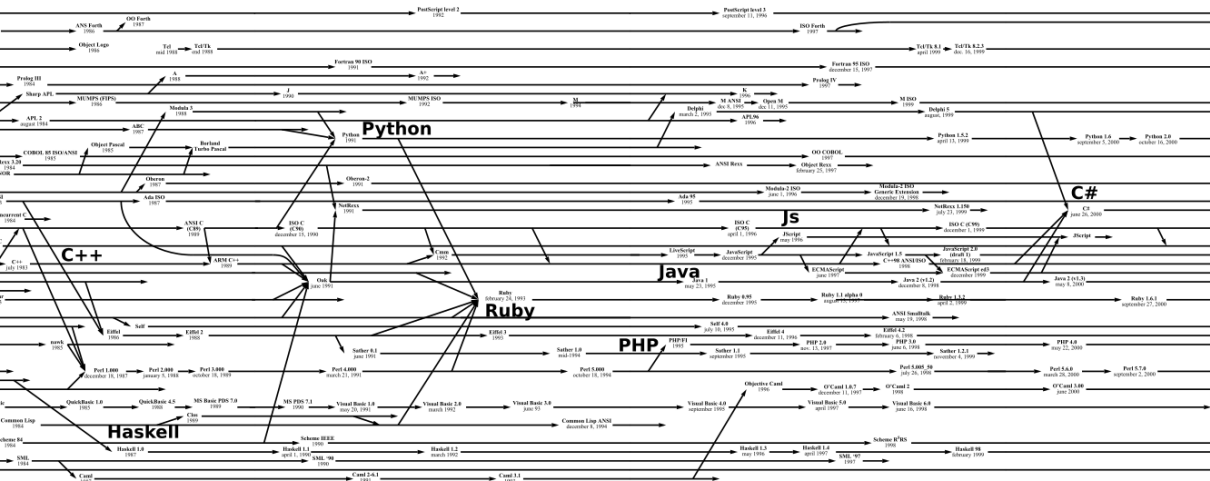 PostScript level 2
1992
PostScript level 3
september 11, 1996
ANS Forth
1986
OO Forth
1987
ISO Forth
1997
Object Logo
1986
Tcl
mid 1988
Tcl/Tk
end 1988
Tcl/Tk 8.1
april 1999
Tcl/Tk 8.2.3
dec. 16, 1999
Fortran 90 ISO
1991
Fortran 95 ISO
december 15, 1997
Prolog III
1984
A
1988
A+
1992
Prolog IV
1997
Sharp APL
MUMPS (FIPS)
1986
J
1990
MUMPS ISO
1992
M
K
1996
M ANSI
dec 8, 1995
Open M
dec 11, 1995
M ISO
1999
Modula 3
1988
Delphi
march 2, 1995
Delphi 5
august, 1999
APL 2
august 1984
APL96
1996
ABC
1987
Python
1991
Python
Python 1.5.2
april 13, 1999
Python 1.6
september 5, 2000
Python 2.0
october 16, 2000
Object Pascal
1985
Borland
Turbo Pascal
COBOL 85 ISO/ANSI
1985
OO COBOL
1997
ANSI Rexx
Object Rexx
february 25, 1997
Oberon
1987
Oberon-2
1991
Ada ISO
1987
Ada 95
1995
Modula-2 ISO
june 1, 1996
Modula-2 ISO
Generic Extension
december 19, 1998
C#
C#
june 26, 2000
NetRexx
1991
NetRexx 1.150
july 23, 1999
Js
ANSI C
(C89)
1989
ISO C
(C90)
december 15, 1990
ISO C
(C95)
april 1, 1996
ISO C (C99)
december 1, 1999
JScript
may 1996
JScript
C++
C++
july 1983
ARM C++
1989
Cmm
1992
LiveScript
1995
JavaScript
december 1995
JavaScript 1.5
JavaScript 2.0
(draft 1)
february 18, 1999
C++98 ANSI/ISO
1998
ECMAScript
june 1997
ECMAScript ed3
december 1999
Oak
june 1991
Java
Java 1
may 23, 1995
Java 2 (v1.2)
december 8, 1998
Java 2 (v1.3)
may 8, 2000
Ruby
february 24, 1993
Ruby
Ruby 0.95
december 1995
Ruby 1.1 alpha 0
Ruby 1.3.2
april 2, 1999
Ruby 1.6.1
september 27, 2000
ANSI Smalltalk
may 19, 1998
Self
Self 4.0
july 10, 1995
Eiffel
1986
Eiffel 2
1988
Eiffel 3
1993
Eiffel 4
december 11, 1996
Eiffel 4.2
february 6, 1998
nawk
1985
Sather 0.1
june 1991
Sather 1.0
mid-1994
PHP
PHP/FI
1995
Sather 1.1
september 1995
PHP 2.0
nov. 13, 1997
PHP 3.0
june 6, 1998
Sather 1.2.1
november 4, 1999
PHP 4.0
may 22, 2000
Perl 1.000
december 18, 1987
Perl 2.000
january 5, 1988
Perl 3.000
october 18, 1989
Perl 4.000
march 21, 1991
Perl 5.000
october 18, 1994
Perl 5.005_50
july 26, 1998
Perl 5.6.0
march 28, 2000
Perl 5.7.0
september 2, 2000
Objective Caml
1996
O'Caml 1.0.7
december 1997
O'Caml 2
1998
O'Caml 3.00
june 2000
QuickBasic 1.0
1985
QuickBasic 4.5
1988
MS Basic PDS 7.0
1989
MS PDS 7.1
1990
Visual Basic 1.0
may 20, 1991
Visual Basic 2.0
march 1992
Visual Basic 3.0
june 93
Visual Basic 4.0
september 1995
Visual Basic 5.0
april 1997
Visual Basic 6.0
june 16, 1998
Common Lisp
1984
Clos
1989
Common Lisp ANSI
december 8, 1994
Haskell
Scheme 84
1984
Scheme IEEE
1990
Scheme R⁵RS
1998
Haskell 1.0
1987
Haskell 1.1
april 1, 1990
Haskell 1.2
march 1992
Haskell 1.3
may 1996
Haskell 1.4
april 1997
Haskell 98
february 1999
SML
1984
SML '90
1990
SML '97
1997
Caml
1987
Caml 2-6.1
1991
Caml 3.1